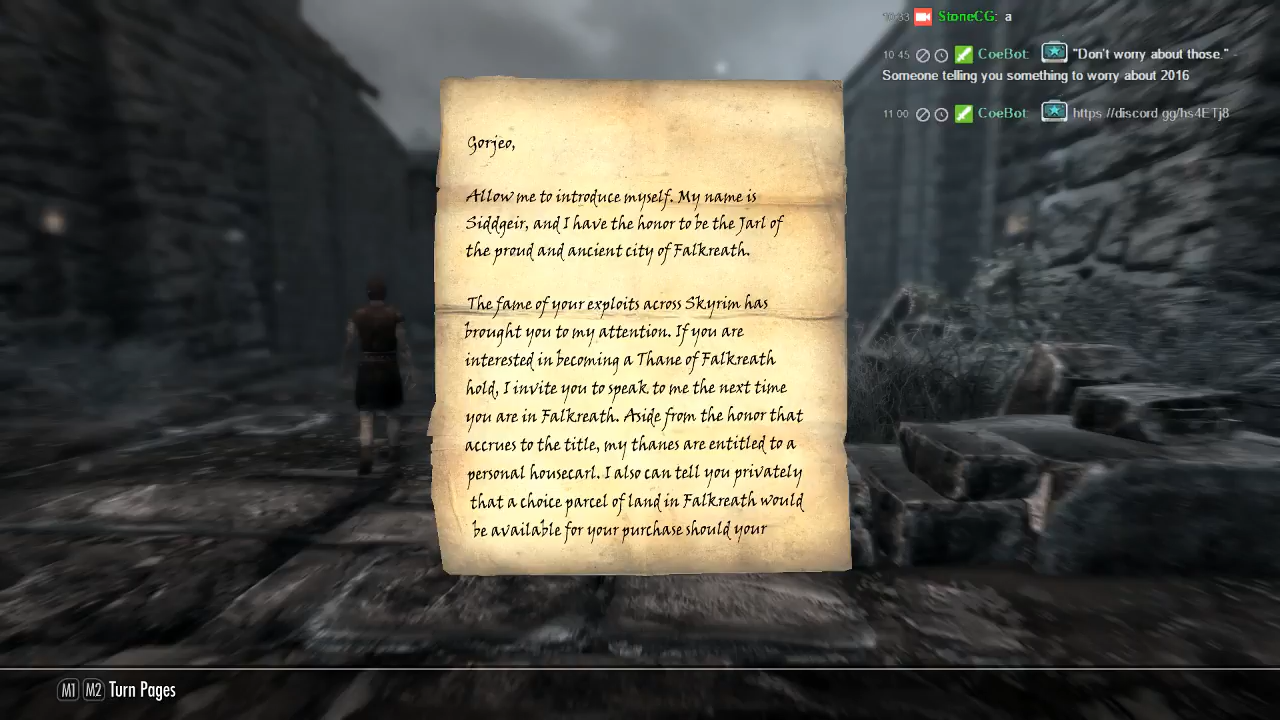 10:33 StoneCG: a
10 45 CoeBot: "Don't worry about those." -
Someone telling you something to worry about 2016
11 00 CoeBot: https://discord gg/hs4ETj8
Gorjeo,
Allow me to introduce myself. My name is
Siddgeir, and I have the honor to be the Jarl of
the proud and ancient city of Falkreath.
The fame of your exploits across Skyrim has
brought you to my attention. If you are
interested in becoming a Thane of Falkreath
hold, I invite you to speak to me the next time
you are in Falkreath. Aside from the honor that
accrues to the title, my thanes are entitled to a
personal housecarl. I also can tell you privately
that a choice parcel of land in Falkreath would
be available for your purchase should your
M1 M2 Turn Pages